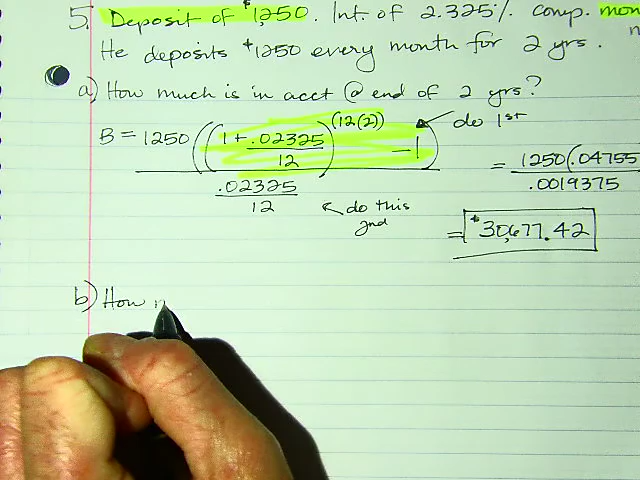 5. Deposit of $1,250. Int. of 2.325% comp. mon
He deposits $1250 every month for 2 yrs.
a) How much is in acct @ end of 2 yrs?
B = 1250((1 + .02325/12)^(12(2)) - 1) / (.02325/12)
do 1st
do this 2nd
= 1250(.04755 / .0019375
= $30,677.42
b) How